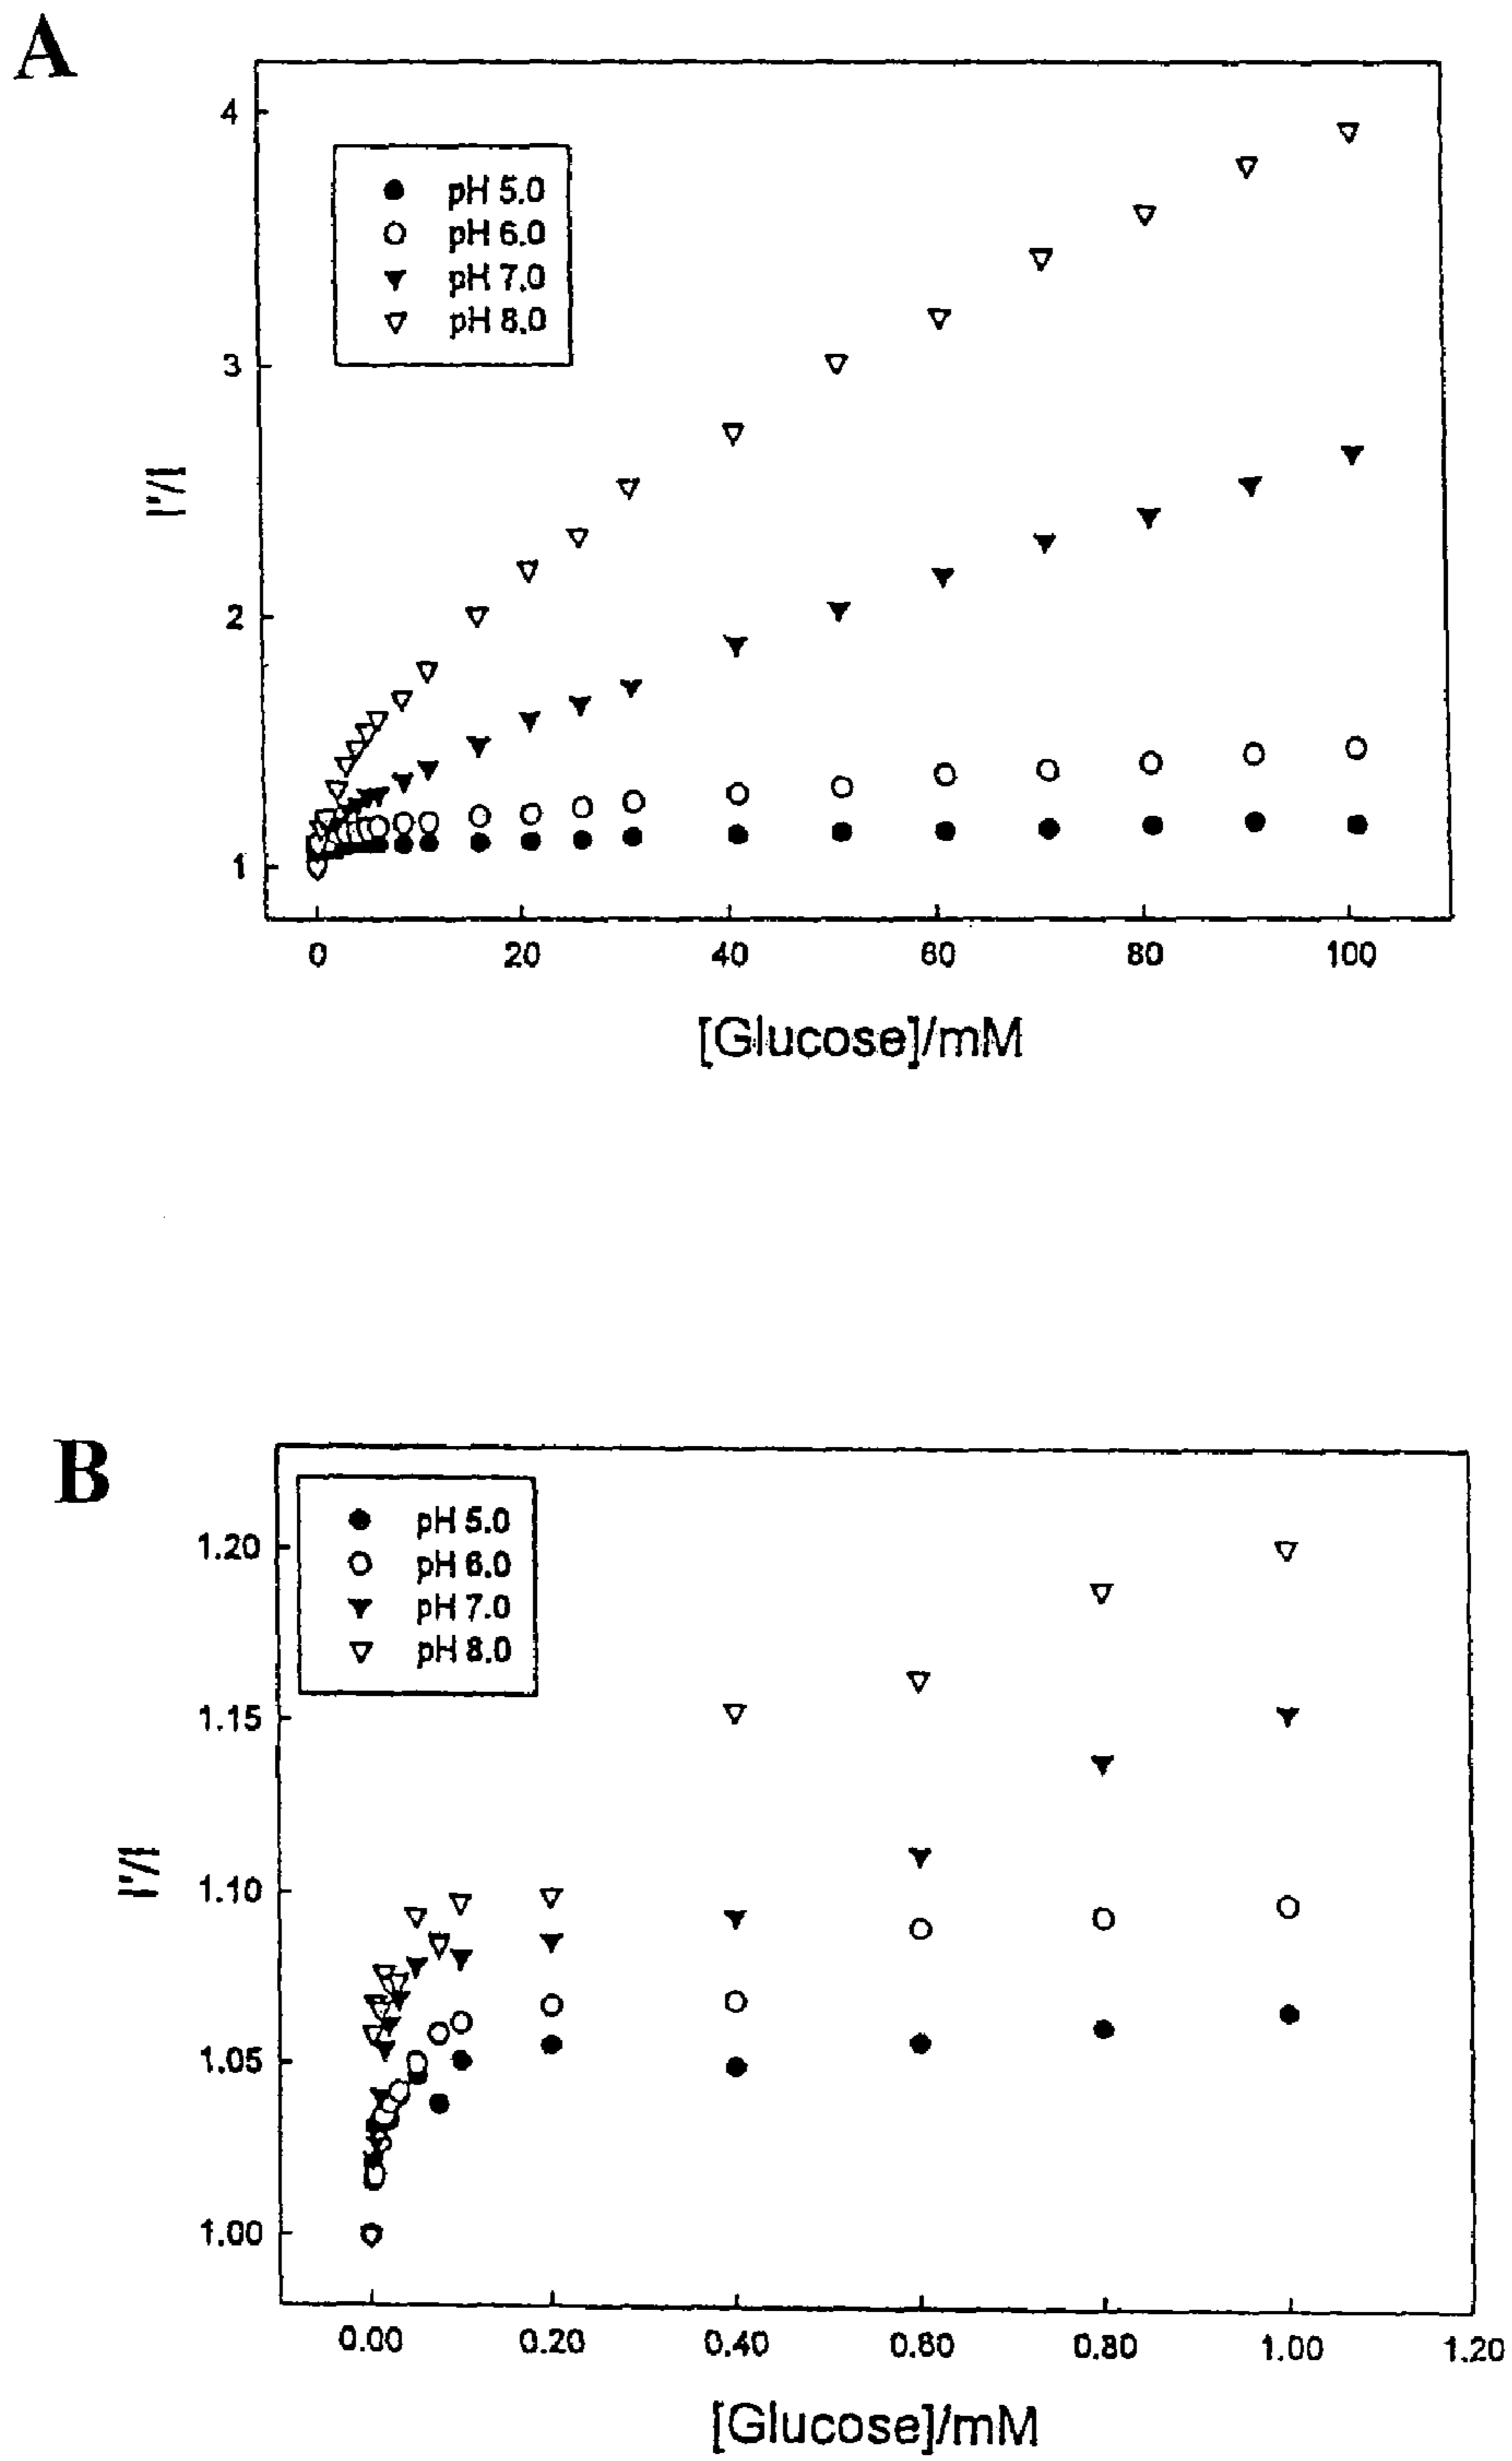 A
4
3
2
1
I'/I
pH 5.0
pH 6.0
pH 7.0
pH 8.0
0 20 40 60 80 100
[Glucose]/mM
B
1.20
1.15
1.10
1.05
1.00
I'/I
pH 5.0
pH 6.0
pH 7.0
pH 8.0
0.00 0.20 0.40 0.60 0.80 1.00 1.20
[Glucose]/mM